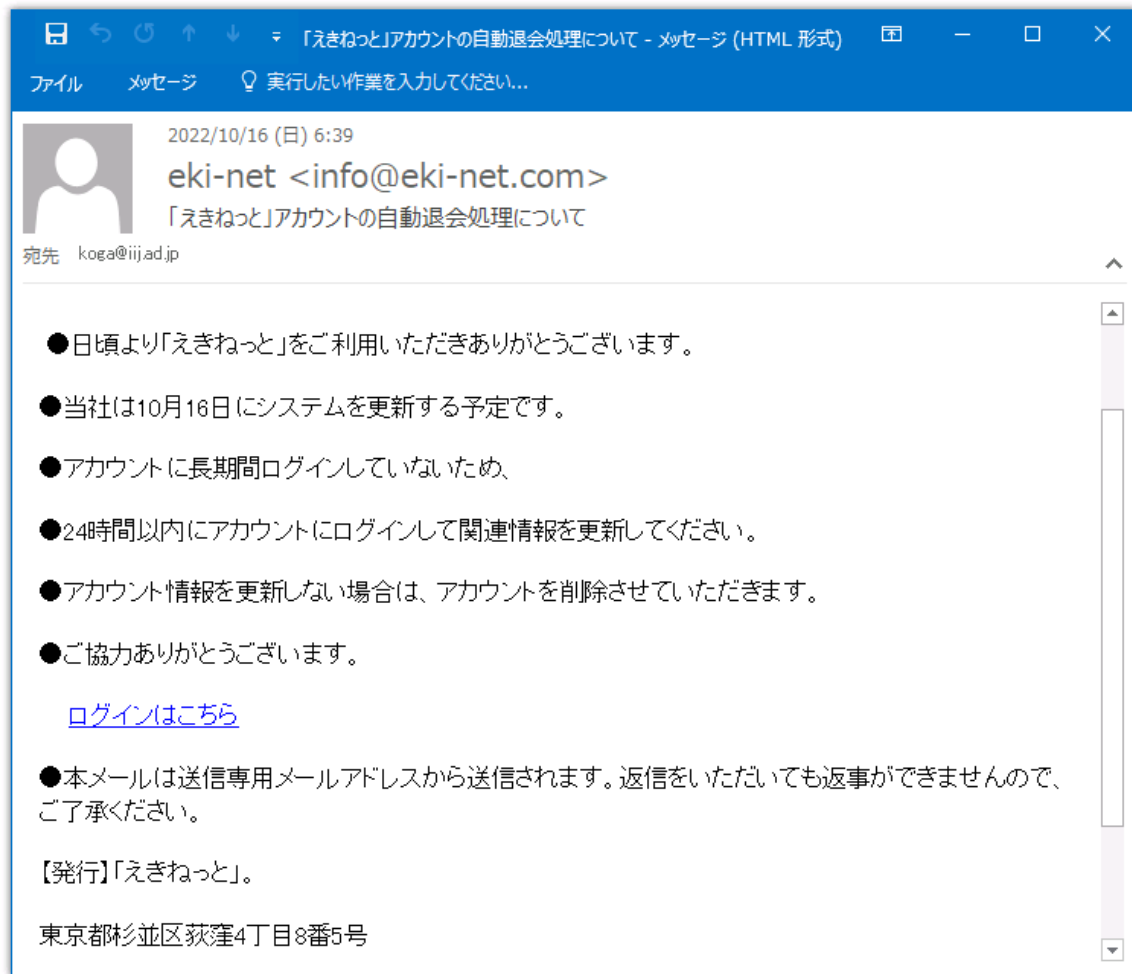 「えきねっと」アカウントの自動退会処理について - メッセージ (HTML 形式)
ファイル メッセージ 実行したい作業を入力してください...
2022/10/16 (日) 6:39
eki-net <info@eki-net.com>
「えきねっと」アカウントの自動退会処理について
宛先 koga@iij.ad.jp
●日頃より「えきねっと」をご利用いただきありがとうございます。
●当社は10月16日にシステムを更新する予定です。
●アカウントに長期間ログインしていないため、
●24時間以内にアカウントにログインして関連情報を更新してください。
●アカウント情報を更新しない場合は、アカウントを削除させていただきます。
●ご協力ありがとうございます。
ログインはこちら
●本メールは送信専用メールアドレスから送信されます。返信をいただいても返事ができませんので、
ご了承ください。
【発行】「えきねっと」。
東京都杉並区荻窪4丁目8番5号